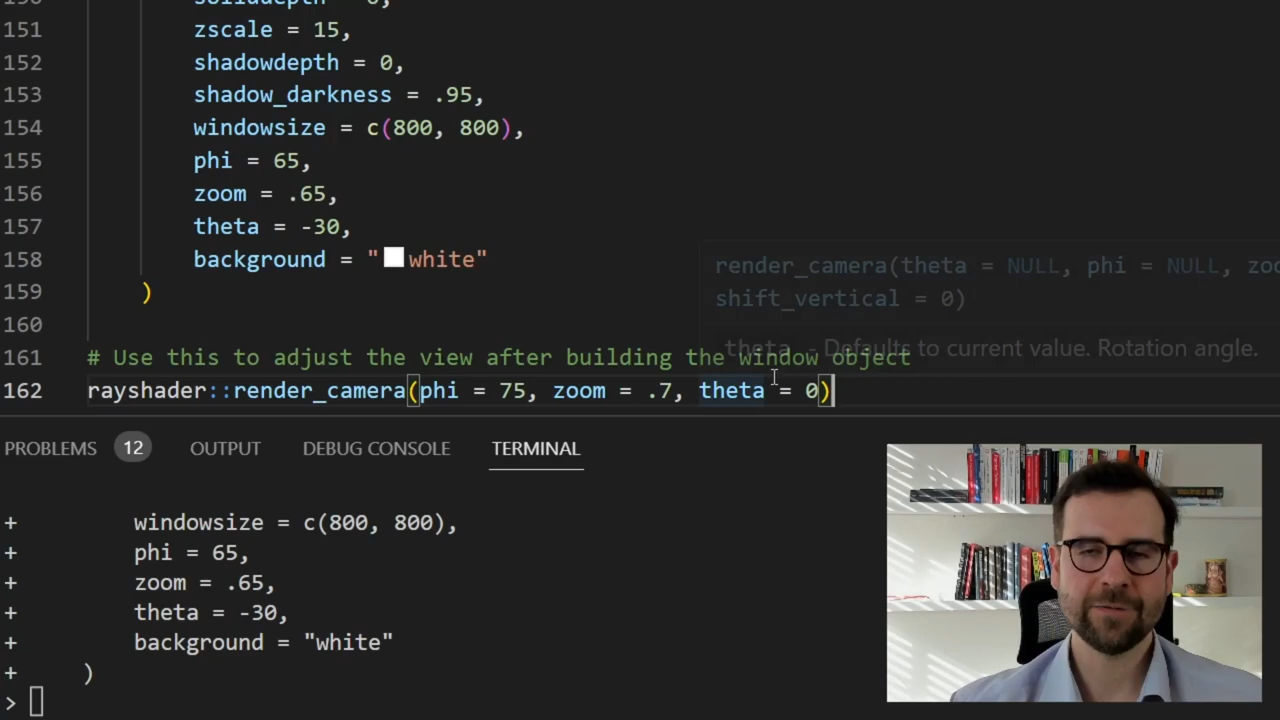 150 soliddepth = 0,
151 zscale = 15,
152 shadowdepth = 0,
153 shadow_darkness = .95,
154 windowsize = c(800, 800),
155 phi = 65,
156 zoom = .65,
157 theta = -30,
158 background = "white"
159 )
160
render_camera(theta = NULL, phi = NULL, zoo
shift_vertical = 0)
theta - Defaults to current value. Rotation angle.
161 # Use this to adjust the view after building the window object
162 rayshader::render_camera(phi = 75, zoom = .7, theta = 0)
PROBLEMS 12 OUTPUT DEBUG CONSOLE TERMINAL
+ windowsize = c(800, 800),
+ phi = 65,
+ zoom = .65,
+ theta = -30,
+ background = "white"
+ )
>